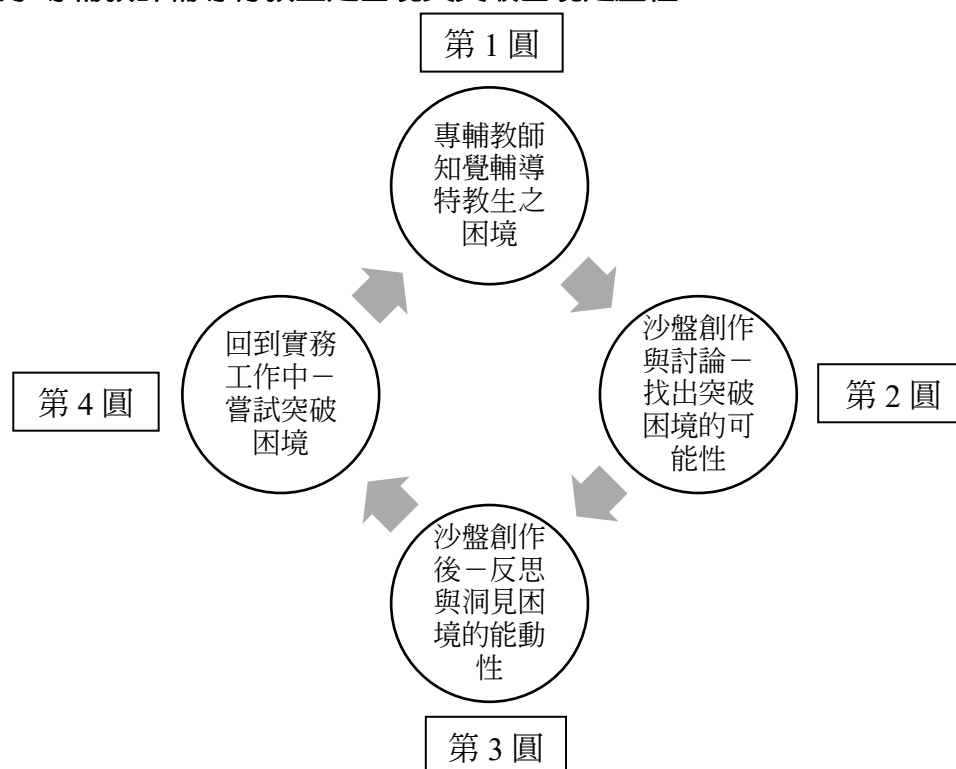 第 1 圓
專輔教師
知覺輔導
特教生之
困境
沙盤創作
與討論－
找出突破
困境的可
能性
第 2 圓
沙盤創作
後－反思
與洞見困
境的能動
性
第 3 圓
回到實務
工作中－
嘗試突破
困境
第 4 圓